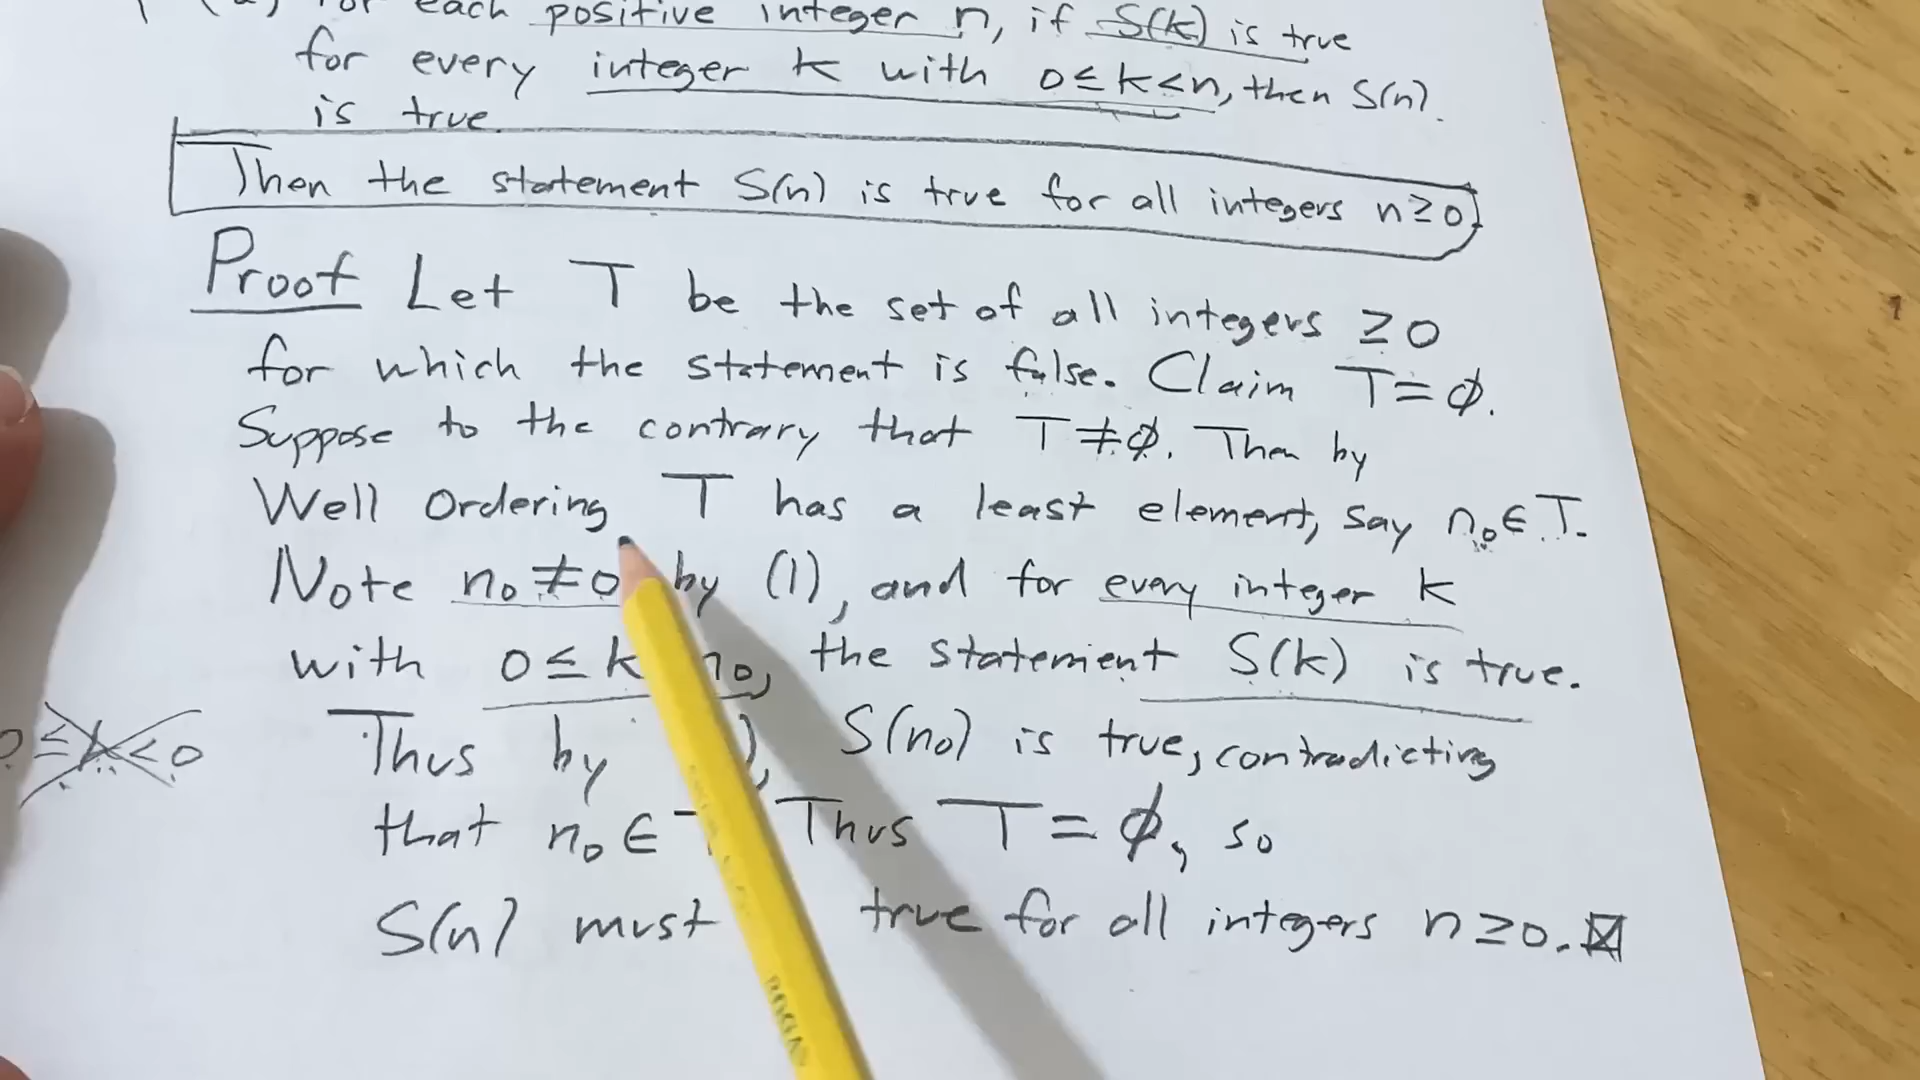 for each positive integer n, if S(k) is true
for every integer k with 0≤k<n, then S(n)
is true.
Then the statement S(n) is true for all integers n≥0.
Proof Let T be the set of all integers ≥0
for which the statement is false. Claim T=∅.
Suppose to the contrary that T≠∅. Then by
Well Ordering T has a least element, say n₀∈T.
Note n₀≠0 by (1), and for every integer k
with 0≤k n₀, the statement S(k) is true.
0≤k<0
Thus by ), S(n₀) is true, contradicting
that n₀∈ Thus T=∅, so
S(n) must true for all integers n≥0.